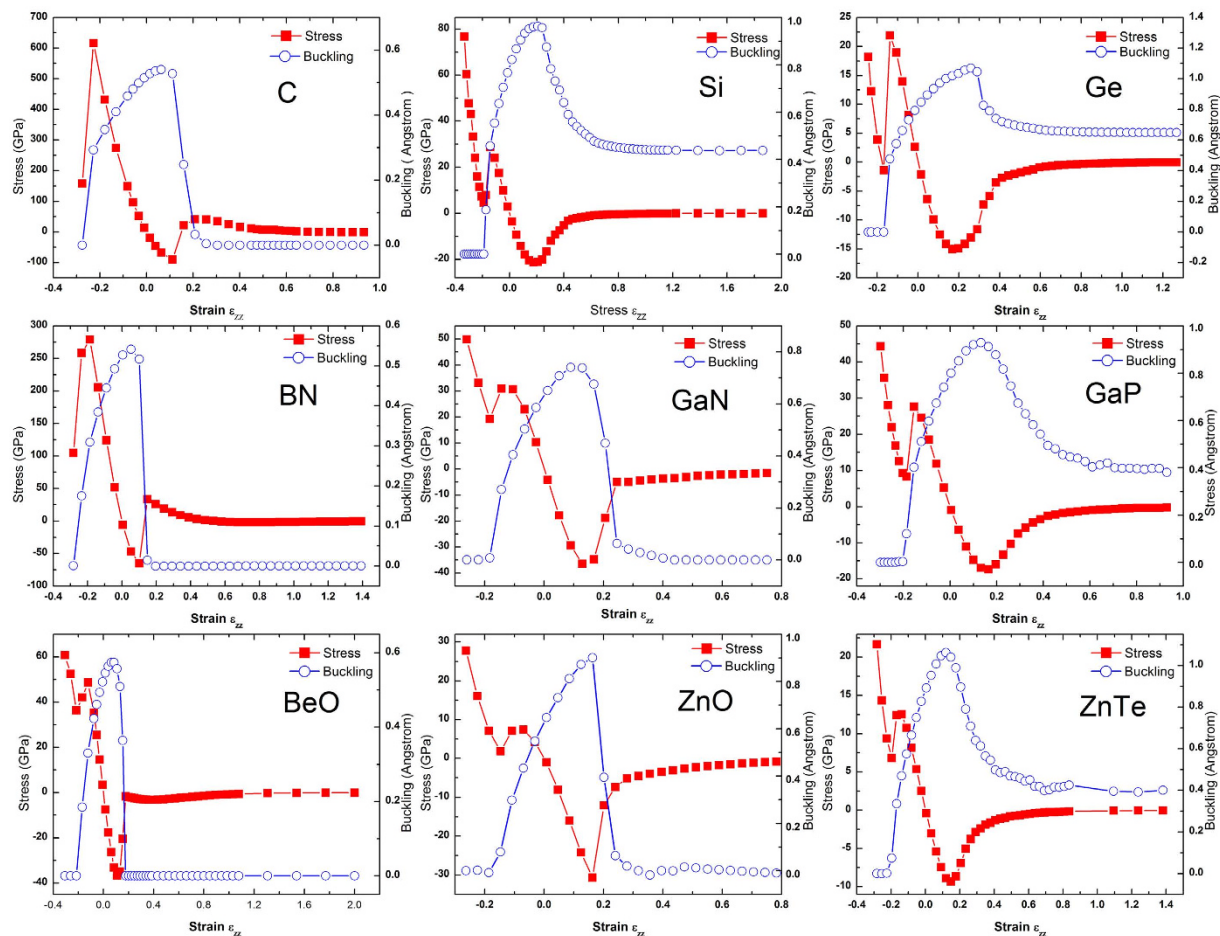 Stress (GPa)
700
600
500
400
300
200
100
0
-100
Stress
Buckling
C
0.6
0.4
0.2
0.0
Buckling ( Angstrom )
-0.4 -0.2 0.0 0.2 0.4 0.6 0.8 1.0
Strain ε_zz
Stress (GPa)
80
60
40
20
0
-20
Stress
Buckling
Si
1.0
0.8
0.6
0.4
0.2
0.0
Buckling ( Angstrom)
-0.4 0.0 0.4 0.8 1.2 1.6 2.0
Stress ε_zz
Stress (GPa)
25
20
15
10
5
0
-5
-10
-15
-20
-25
Stress
Buckling
Ge
1.4
1.2
1.0
0.8
0.6
0.4
0.2
0.0
-0.2
Buckling (Angstrom)
-0.4 -0.2 0.0 0.2 0.4 0.6 0.8 1.0 1.2
Strain ε_zz
Stress (GPa)
300
250
200
150
100
50
0
-50
-75
-100
Stress
Buckling
BN
0.6
0.5
0.4
0.3
0.2
0.1
0.0
Buckling (Angstrom)
-0.4 -0.2 0.0 0.2 0.4 0.6 0.8 1.0 1.2 1.4
Strain ε_zz
Stress (GPa)
50
40
30
20
10
0
-10
-20
-30
-40
Stress
Buckling
GaN
0.8
0.6
0.4
0.2
0.0
Buckling (Angstrom)
-0.2 0.0 0.2 0.4 0.6 0.8
Strain ε_zz
Stress (GPa)
50
40
30
20
10
0
-10
-20
Stress
Buckling
GaP
1.0
0.8
0.6
0.4
0.2
0.0
Stress (Angstrom)
-0.4 -0.2 0.0 0.2 0.4 0.6 0.8 1.0
Strain ε_zz
Stress (GPa)
60
40
20
0
-20
-40
Stress
Buckling
BeO
0.6
0.4
0.2
0.0
Buckling (Angstrom)
-0.4 0.0 0.4 0.8 1.2 1.6 2.0
Strain ε_zz
Stress (GPa)
30
20
10
0
-10
-20
-30
Stress
Buckling
ZnO
1.0
0.8
0.6
0.4
0.2
0.0
Buckling (Angstrom)
-0.2 0.0 0.2 0.4 0.6 0.8
Strain ε_zz
Stress (GPa)
20
15
10
5
0
-5
-10
Stress
Buckling
ZnTe
1.0
0.8
0.6
0.4
0.2
0.0
Buckling (Angstrom)
-0.4 -0.2 0.0 0.2 0.4 0.6 0.8 1.0 1.2 1.4
Strain ε_zz